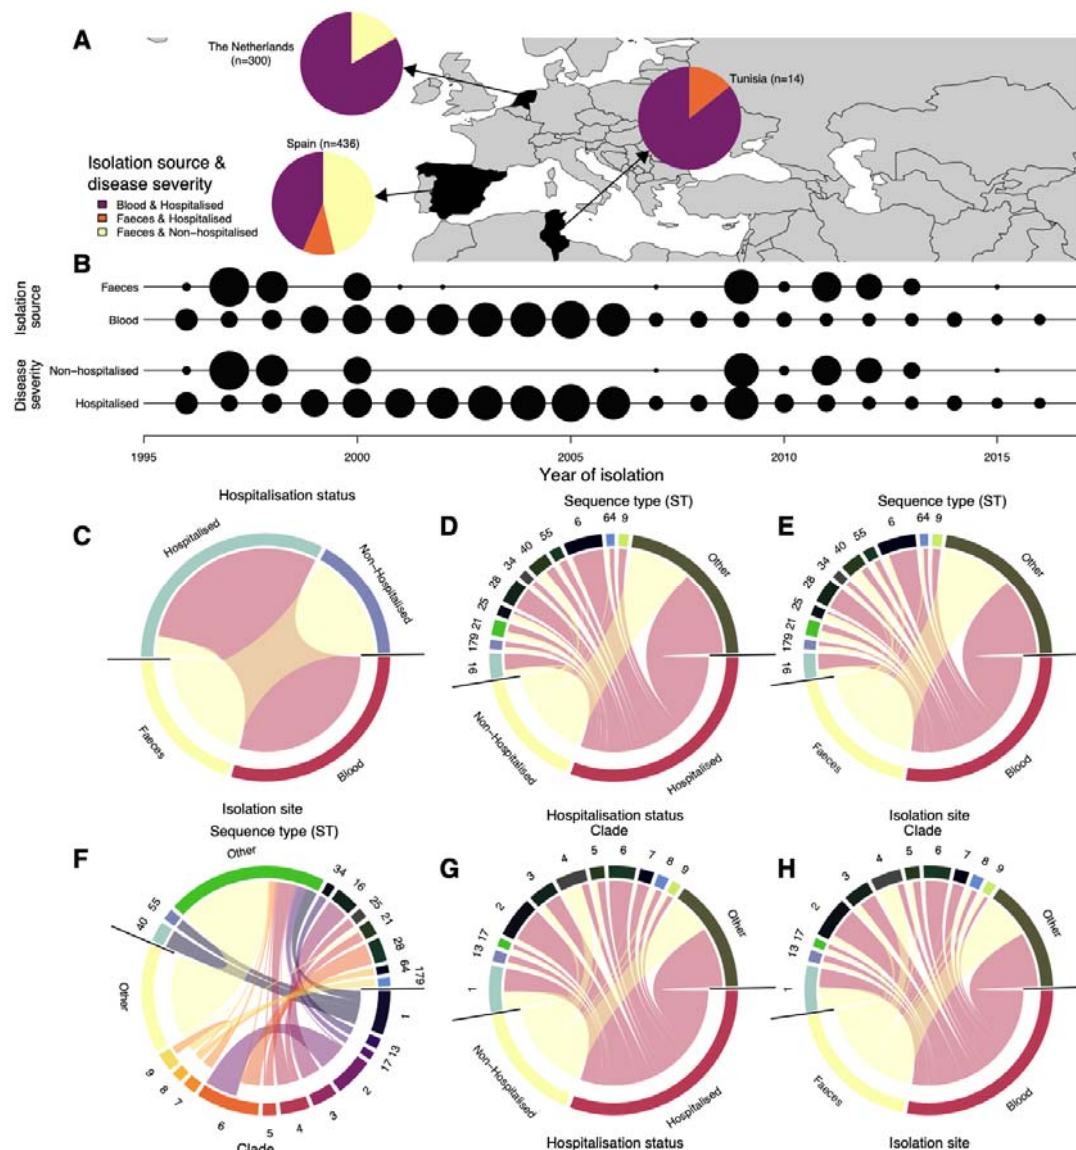 A
The Netherlands
(n=300)
Tunisia (n=14)
Spain (n=436)
Isolation source &
disease severity
Blood & Hospitalised
Faeces & Hospitalised
Faeces & Non-hospitalised
B
Isolation
source
Faeces
Blood
Disease
severity
Non-hospitalised
Hospitalised
1995 2000 2005 2010 2015
Year of isolation
C
Hospitalisation status
Hospitalised
Non-Hospitalised
Faeces
Blood
Isolation site
D
Sequence type (ST)
16 179 21 25 28 34 40 55 6 64 9 Other
Non-Hospitalised
Hospitalised
Hospitalisation status
E
Sequence type (ST)
16 179 21 25 28 34 40 55 6 64 9 Other
Faeces
Blood
Isolation site
F
Sequence type (ST)
40 55 Other 34 16 25 21 28 64 179
Other 9 8 7 6 5 4 3 2 17 13 1
Clade
G
Clade
1 13 17 2 3 4 5 6 7 8 9 Other
Non-Hospitalised
Hospitalised
Hospitalisation status
H
Clade
1 13 17 2 3 4 5 6 7 8 9 Other
Faeces
Blood
Isolation site